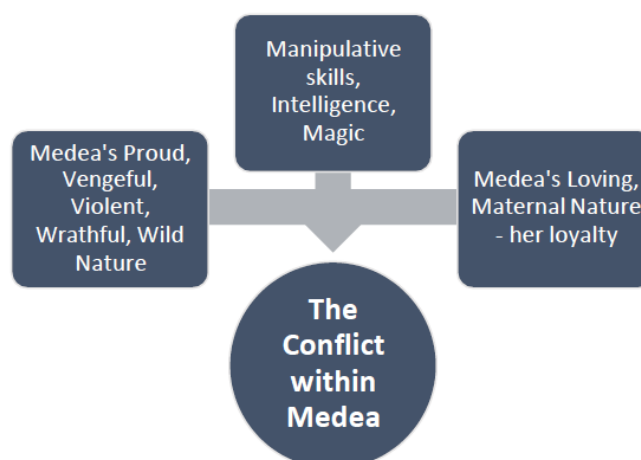 Manipulative
skills,
Intelligence,
Magic
Medea's Proud,
Vengeful,
Violent,
Wrathful, Wild
Nature
Medea's Loving,
Maternal Nature
- her loyalty
The
Conflict
within
Medea